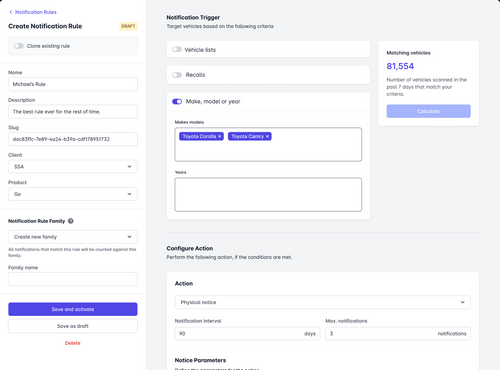 Notification Rules
Create Notification Rule
DRAFT
Clone existing rule
Name
Michael's Rule
Description
The best rule ever for the rest of time.
Slug
dac83ffc-7e89-4a24-b39a-cdf178951732
Client
SSA
Product
Go
Notification Rule Family
Create new family
All notifications that match this rule will be counted against this
family.
Family name
Save and activate
Save as draft
Delete
Notification Trigger
Target vehicles based on the following criteria
Vehicle lists
Recalls
Make, model or year
Makes models
Toyota Corolla ×
Toyota Camry ×
Years
Matching vehicles
81,554
Number of vehicles scanned in the
past 7 days that match your
criteria.
Calculate
Configure Action
Perform the following action, if the conditions are met.
Action
Physical notice
Notification interval
90 days
Max. notifications
3 notifications
Notice Parameters